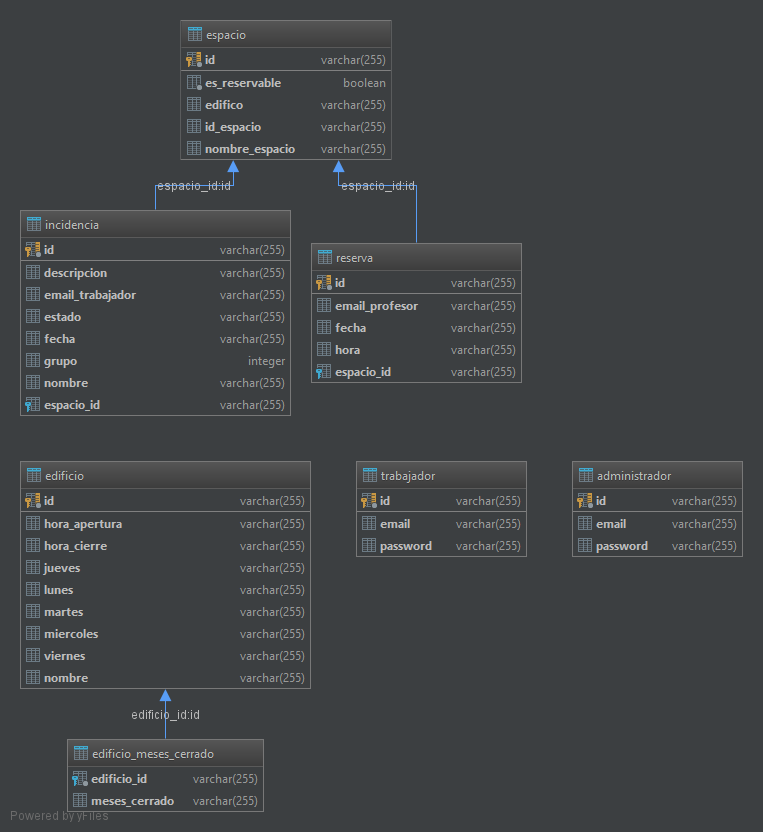 espacio
id varchar(255)
es_reservable boolean
edifico varchar(255)
id_espacio varchar(255)
nombre_espacio varchar(255)
espacio_id:id
espacio_id:id
incidencia
id varchar(255)
descripcion varchar(255)
email_trabajador varchar(255)
estado varchar(255)
fecha varchar(255)
grupo integer
nombre varchar(255)
espacio_id varchar(255)
reserva
id varchar(255)
email_profesor varchar(255)
fecha varchar(255)
hora varchar(255)
espacio_id varchar(255)
edificio
id varchar(255)
hora_apertura varchar(255)
hora_cierre varchar(255)
jueves varchar(255)
lunes varchar(255)
martes varchar(255)
miercoles varchar(255)
viernes varchar(255)
nombre varchar(255)
trabajador
id varchar(255)
email varchar(255)
password varchar(255)
administrador
id varchar(255)
email varchar(255)
password varchar(255)
edificio_id:id
edificio_meses_cerrado
edificio_id varchar(255)
meses_cerrado varchar(255)
Powered by yFiles